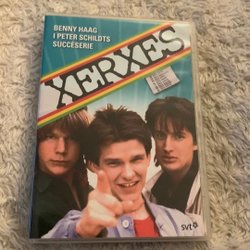 BENNY HAAG
I PETER SCHILDTS
SUCCÉSERIE
XERXES
svt